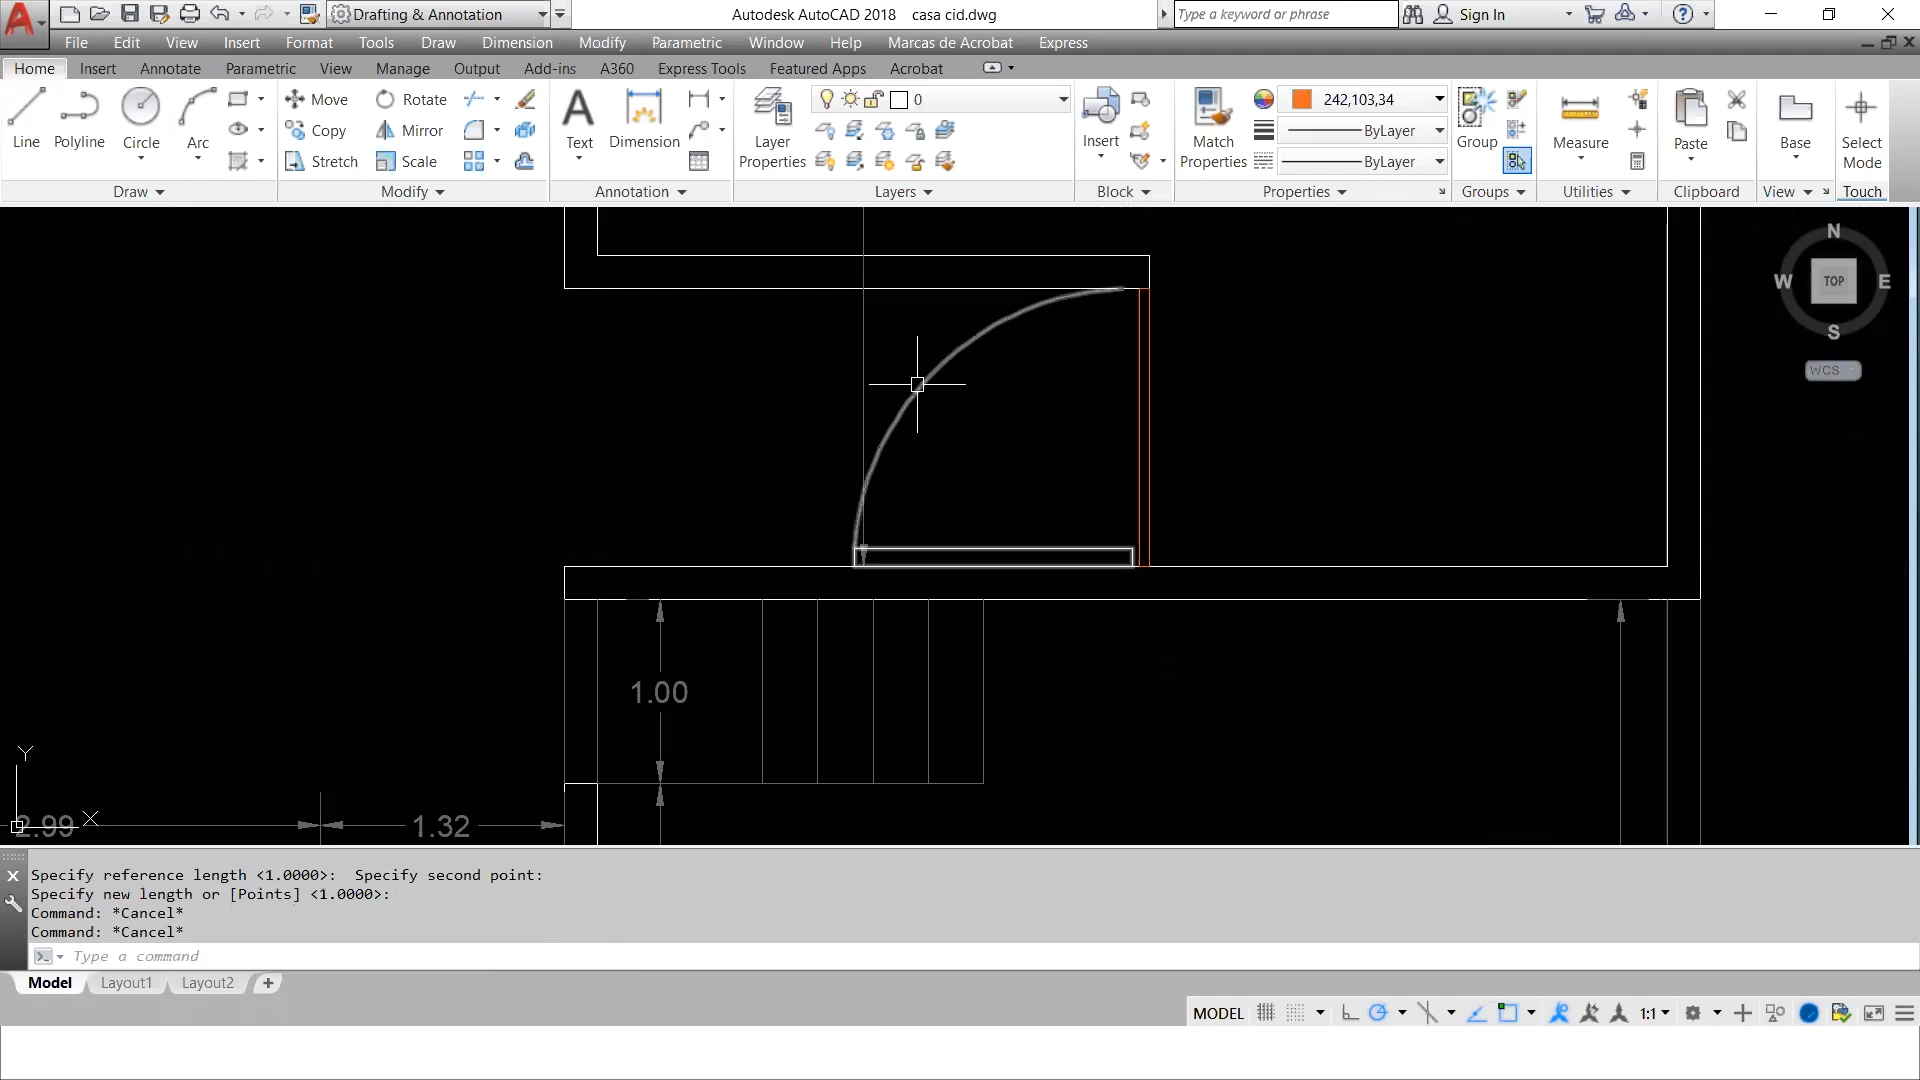 Drafting & Annotation
Autodesk AutoCAD 2018 casa cid.dwg
Type a keyword or phrase
Sign In
File Edit View Insert Format Tools Draw Dimension Modify Parametric Window Help Marcas de Acrobat Express
Home Insert Annotate Parametric View Manage Output Add-ins A360 Express Tools Featured Apps Acrobat
Line Polyline Circle Arc
Move Rotate
Copy Mirror
Stretch Scale
Text Dimension
Layer
Properties
0
Insert
Match
Properties
242,103,34
ByLayer
ByLayer
Group
Measure
Paste
Base
Select
Mode
Draw Modify Annotation Layers Block Properties Groups Utilities Clipboard View Touch
N
W TOP E
S
WCS
1.00
Y
X
2.99
1.32
Specify reference length <1.0000>: Specify second point:
Specify new length or [Points] <1.0000>:
Command: *Cancel*
Command: *Cancel*
Type a command
Model Layout1 Layout2 +
MODEL 1:1